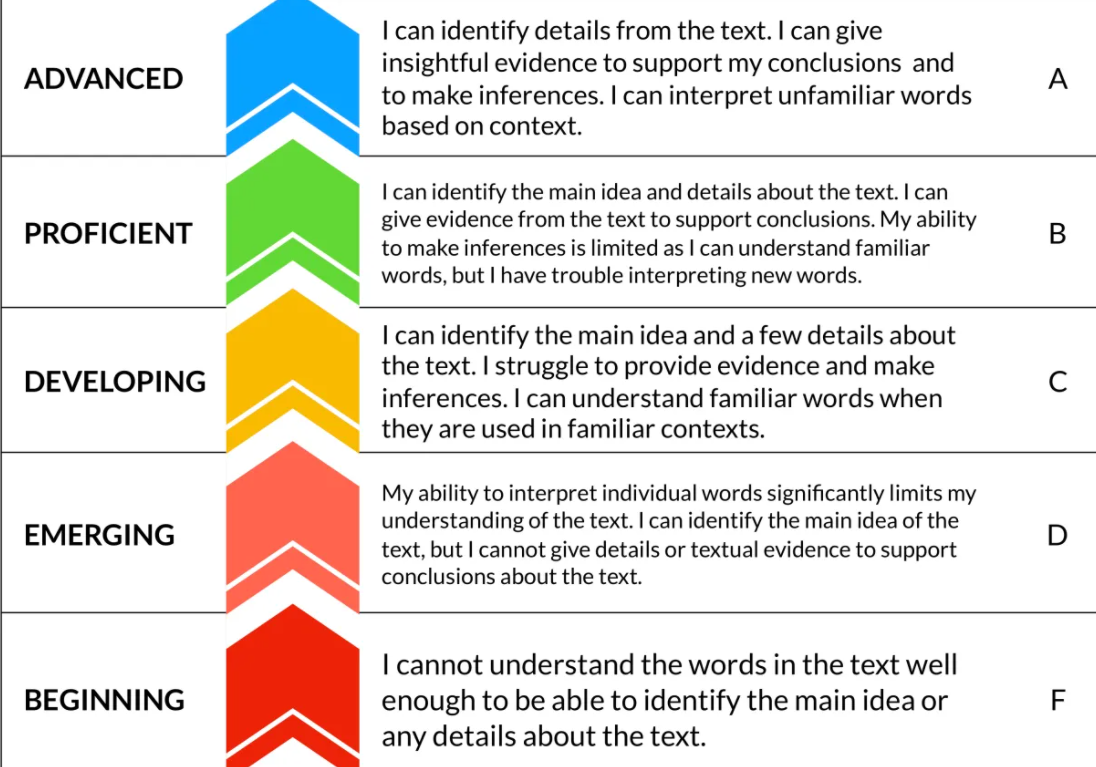 ADVANCED
I can identify details from the text. I can give
insightful evidence to support my conclusions and
to make inferences. I can interpret unfamiliar words
based on context.
A
PROFICIENT
I can identify the main idea and details about the text. I can
give evidence from the text to support conclusions. My ability
to make inferences is limited as I can understand familiar
words, but I have trouble interpreting new words.
B
DEVELOPING
I can identify the main idea and a few details about
the text. I struggle to provide evidence and make
inferences. I can understand familiar words when
they are used in familiar contexts.
C
EMERGING
My ability to interpret individual words significantly limits my
understanding of the text. I can identify the main idea of the
text, but I cannot give details or textual evidence to support
conclusions about the text.
D
BEGINNING
I cannot understand the words in the text well
enough to be able to identify the main idea or
any details about the text.
F